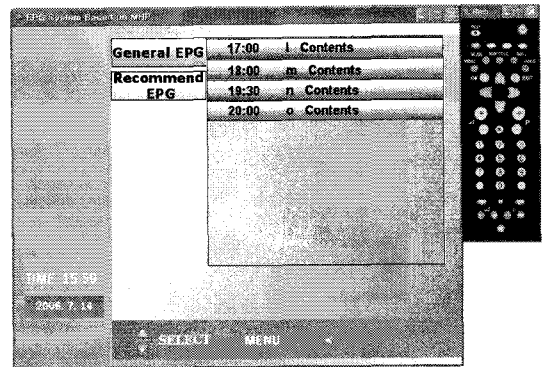 EPG System Based on MHP
General EPG
Recommend
EPG
17:00 l Contents
18:00 m Contents
19:30 n Contents
20:00 o Contents
TIME 15:50
2006. 7. 14
SELECT MENU